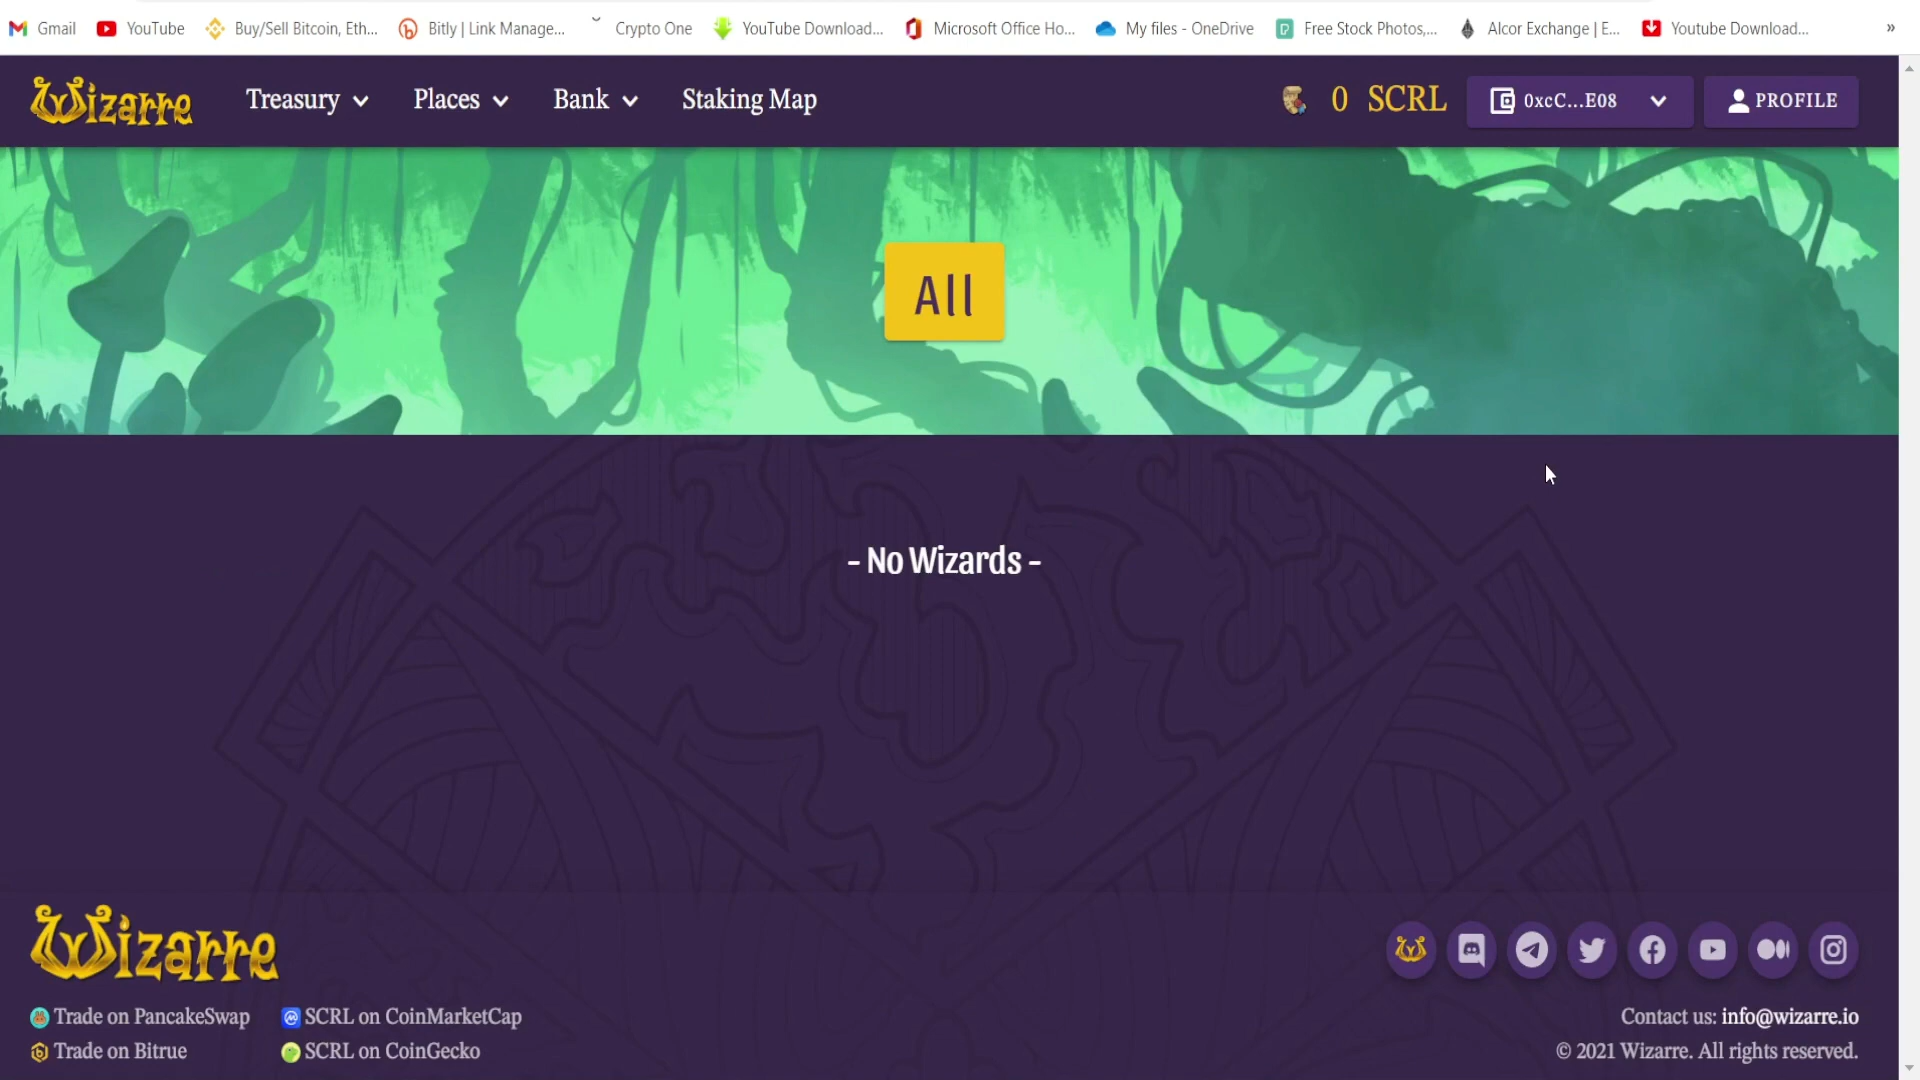 Gmail YouTube Buy/Sell Bitcoin, Eth... Bitly | Link Manage... Crypto One YouTube Download... Microsoft Office Ho... My files - OneDrive Free Stock Photos,... Alcor Exchange | E... Youtube Download... »
Wizarre Treasury Places Bank Staking Map 0 SCRL 0xcC...E08 PROFILE
All
- No Wizards -
Wizarre
Trade on PancakeSwap SCRL on CoinMarketCap Contact us: info@wizarre.io
Trade on Bitrue SCRL on CoinGecko © 2021 Wizarre. All rights reserved.